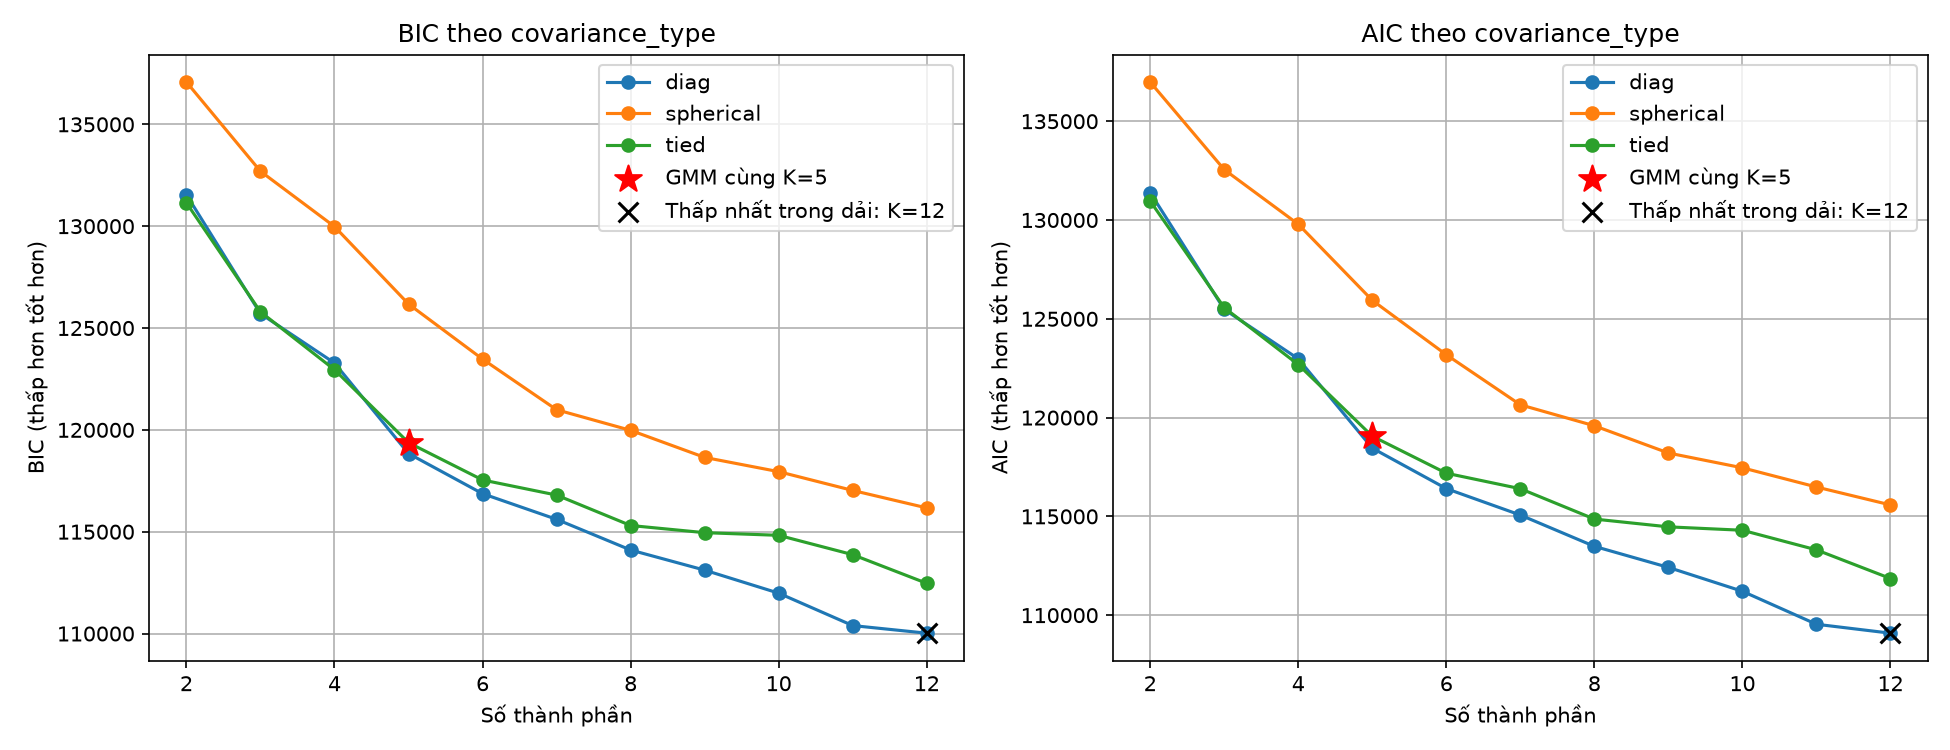 BIC theo covariance_type
BIC (thấp hơn tốt hơn)
135000
130000
125000
120000
115000
110000
2 4 6 8 10 12
Số thành phần
diag
spherical
tied
GMM cùng K=5
Thấp nhất trong dải: K=12
AIC theo covariance_type
AIC (thấp hơn tốt hơn)
135000
130000
125000
120000
115000
110000
2 4 6 8 10 12
Số thành phần
diag
spherical
tied
GMM cùng K=5
Thấp nhất trong dải: K=12